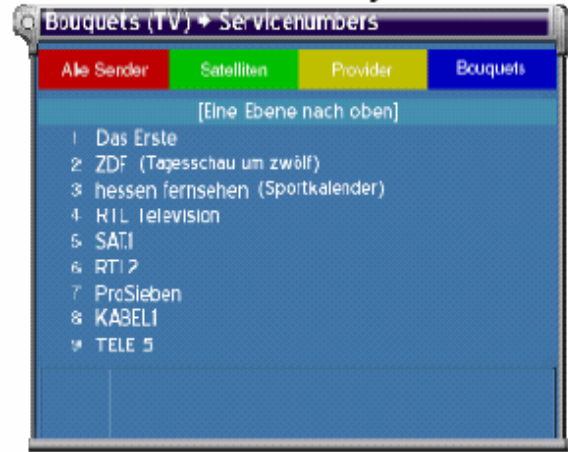 Bouquets (TV) → Servicenumbers
Alle Sender Satelliten Provider Bouquets
[Eine Ebene nach oben]
1 Das Erste
2 ZDF (Tagesschau um zwölf)
3 hessen fernsehen (Sportkalender)
4 RTL Television
5 SAT.1
6 RTL2
7 ProSieben
8 KABEL1
9 TELE 5